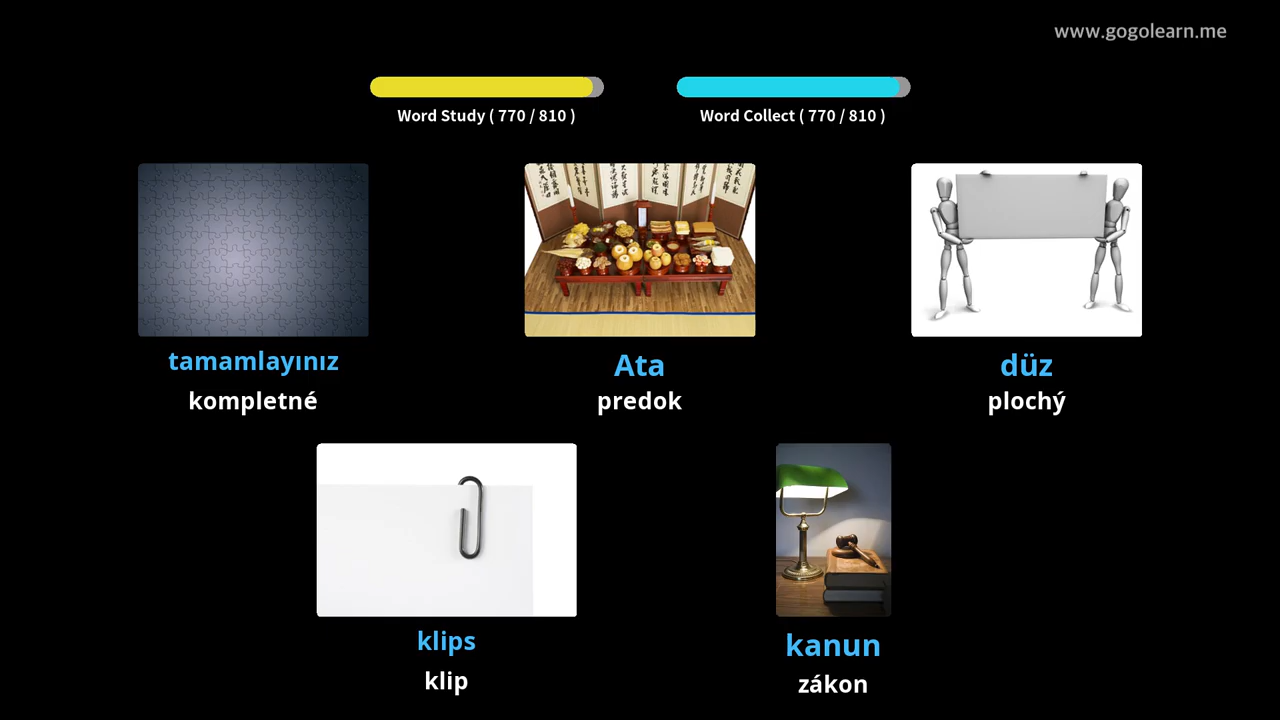 www.gogolearn.me
Word Study ( 770 / 810 )
Word Collect ( 770 / 810 )
tamamlayınız
kompletné
Ata
predok
düz
plochý
klips
klip
kanun
zákon